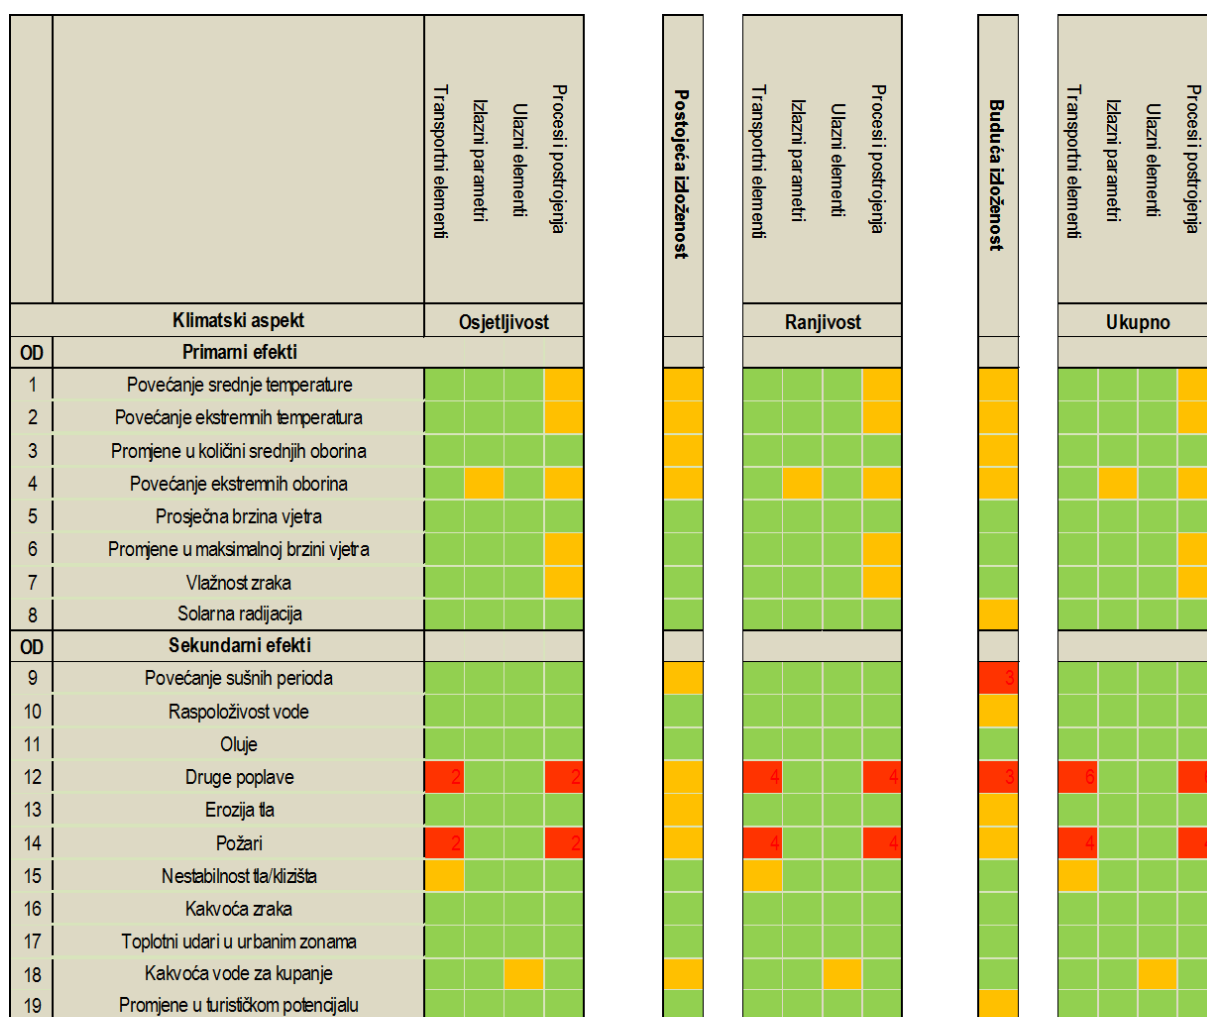 Transportni elementi
Izlazni parametri
Ulazni elementi
Procesi i postrojenja
Postojeća izloženost
Transportni elementi
Izlazni parametri
Ulazni elementi
Procesi i postrojenja
Buduća izloženost
Transportni elementi
Izlazni parametri
Ulazni elementi
Procesi i postrojenja
Klimatski aspekt Osjetljivost Ranjivost Ukupno
OD Primarni efekti
1 Povećanje srednje temperature
2 Povećanje ekstremnih temperatura
3 Promjene u količini srednjih oborina
4 Povećanje ekstremnih oborina
5 Prosječna brzina vjetra
6 Promjene u maksimalnoj brzini vjetra
7 Vlažnost zraka
8 Solarna radijacija
OD Sekundarni efekti
9 Povećanje sušnih perioda 3
10 Raspoloživost vode
11 Oluje
12 Druge poplave 2 2 4 4 3 6
13 Erozija tla
14 Požari 2 2 4 4 4 4
15 Nestabilnost tla/klizišta
16 Kakvoća zraka
17 Toplotni udari u urbanim zonama
18 Kakvoća vode za kupanje
19 Promjene u turističkom potencijalu